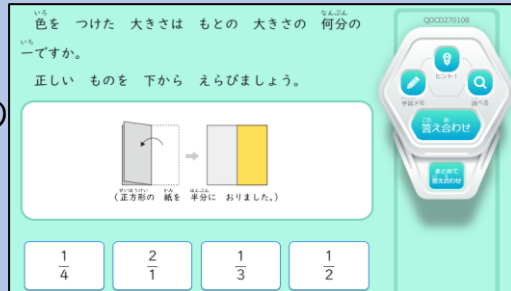 色を つけた 大きさは もとの 大きさの 何分の
一ですか。
正しい ものを 下から えらびましょう。
(正方形の 紙を 半分に おりました。)
1/4
2/1
1/3
1/2
QDCD270108
ヒント!
学習メモ
調べる
答え合わせ
まとめて
答え合わせ